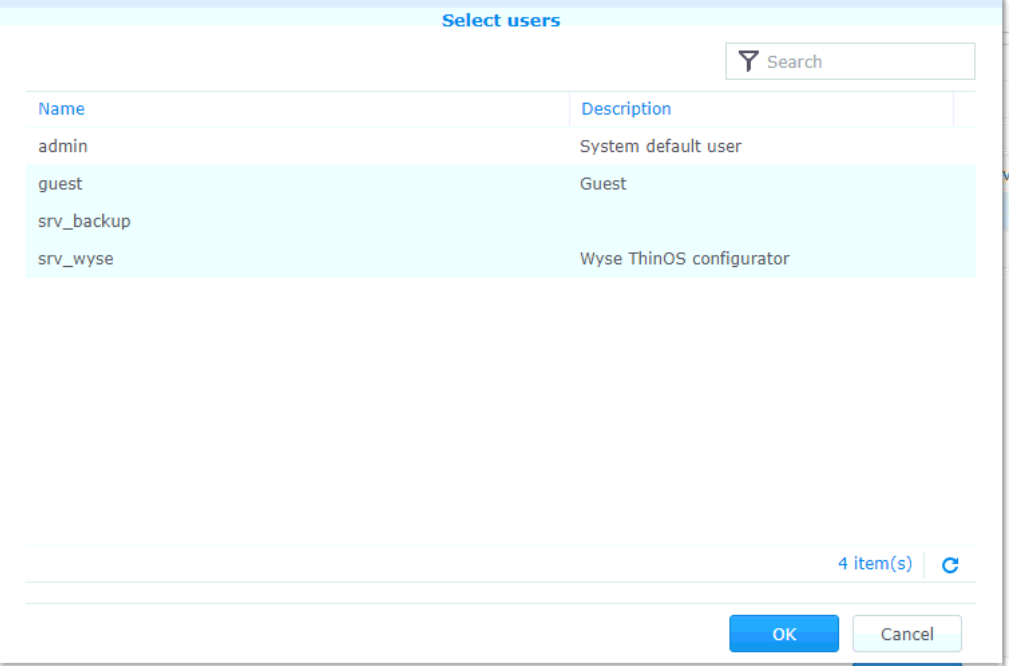 Select users
Search
Name Description
admin System default user
guest Guest
srv_backup
srv_wyse Wyse ThinOS configurator
4 item(s)
OK Cancel